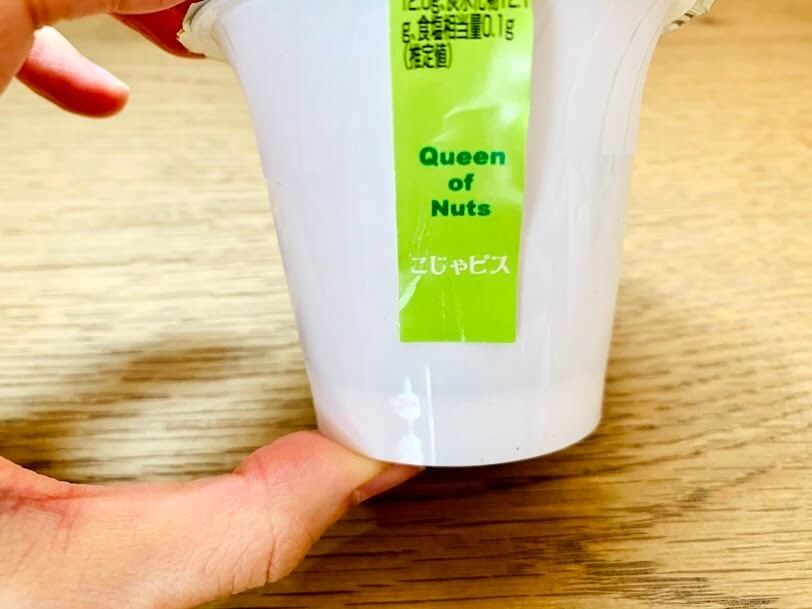 g、食塩相当量0.1g
(推定値)
Queen
of
Nuts
こじゃピス